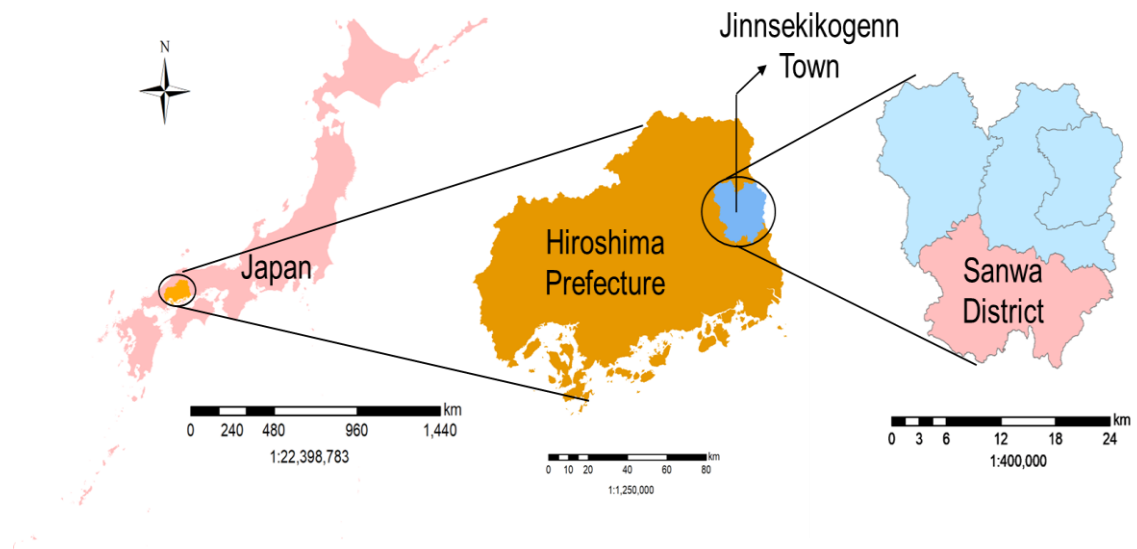 N
Japan
km
0 240 480 960 1,440
1:22,398,783
Jinnsekikogenn
Town
Hiroshima
Prefecture
km
0 10 20 40 60 80
1:1,250,000
Sanwa
District
km
0 3 6 12 18 24
1:400,000